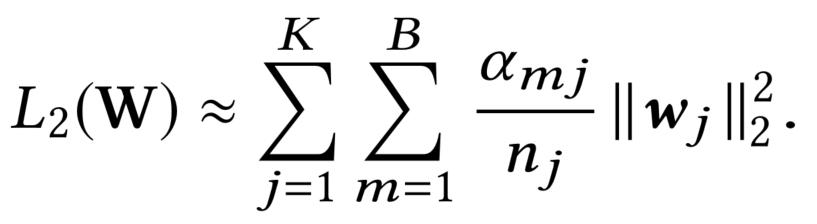 L_2(\mathbf{W}) \approx \sum_{j=1}^{K} \sum_{m=1}^{B} \frac{\alpha_{mj}}{n_j} \| \boldsymbol{w}_j \|_2^2.